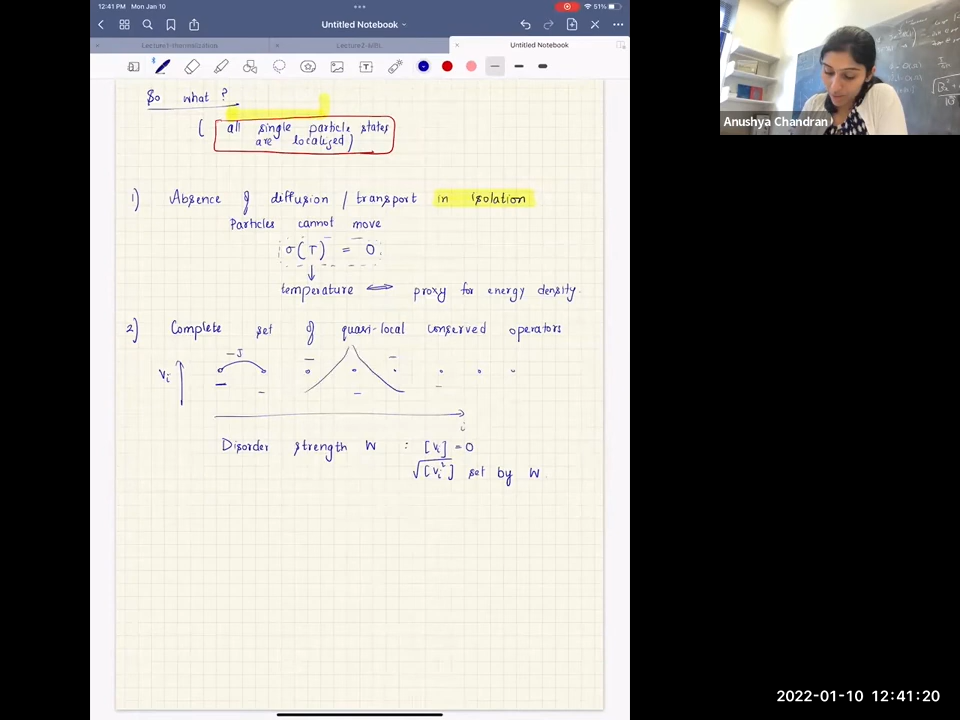 12:41 PM Mon Jan 10
51%
Untitled Notebook
Lecture1-thermalization
Lecture2-MBL
Untitled Notebook
So what ?
( all single particle states
are localized)
1) Absence of diffusion / transport in isolation
Particles cannot move
σ(T) = 0.
temperature ⟺ proxy for energy density.
2) Complete set of quasi-local conserved operators
-J
Vi
i
Disorder strength W : [Vi] = 0
√[Vi²] set by W.
Anushya Chandran
2022-01-10 12:41:20